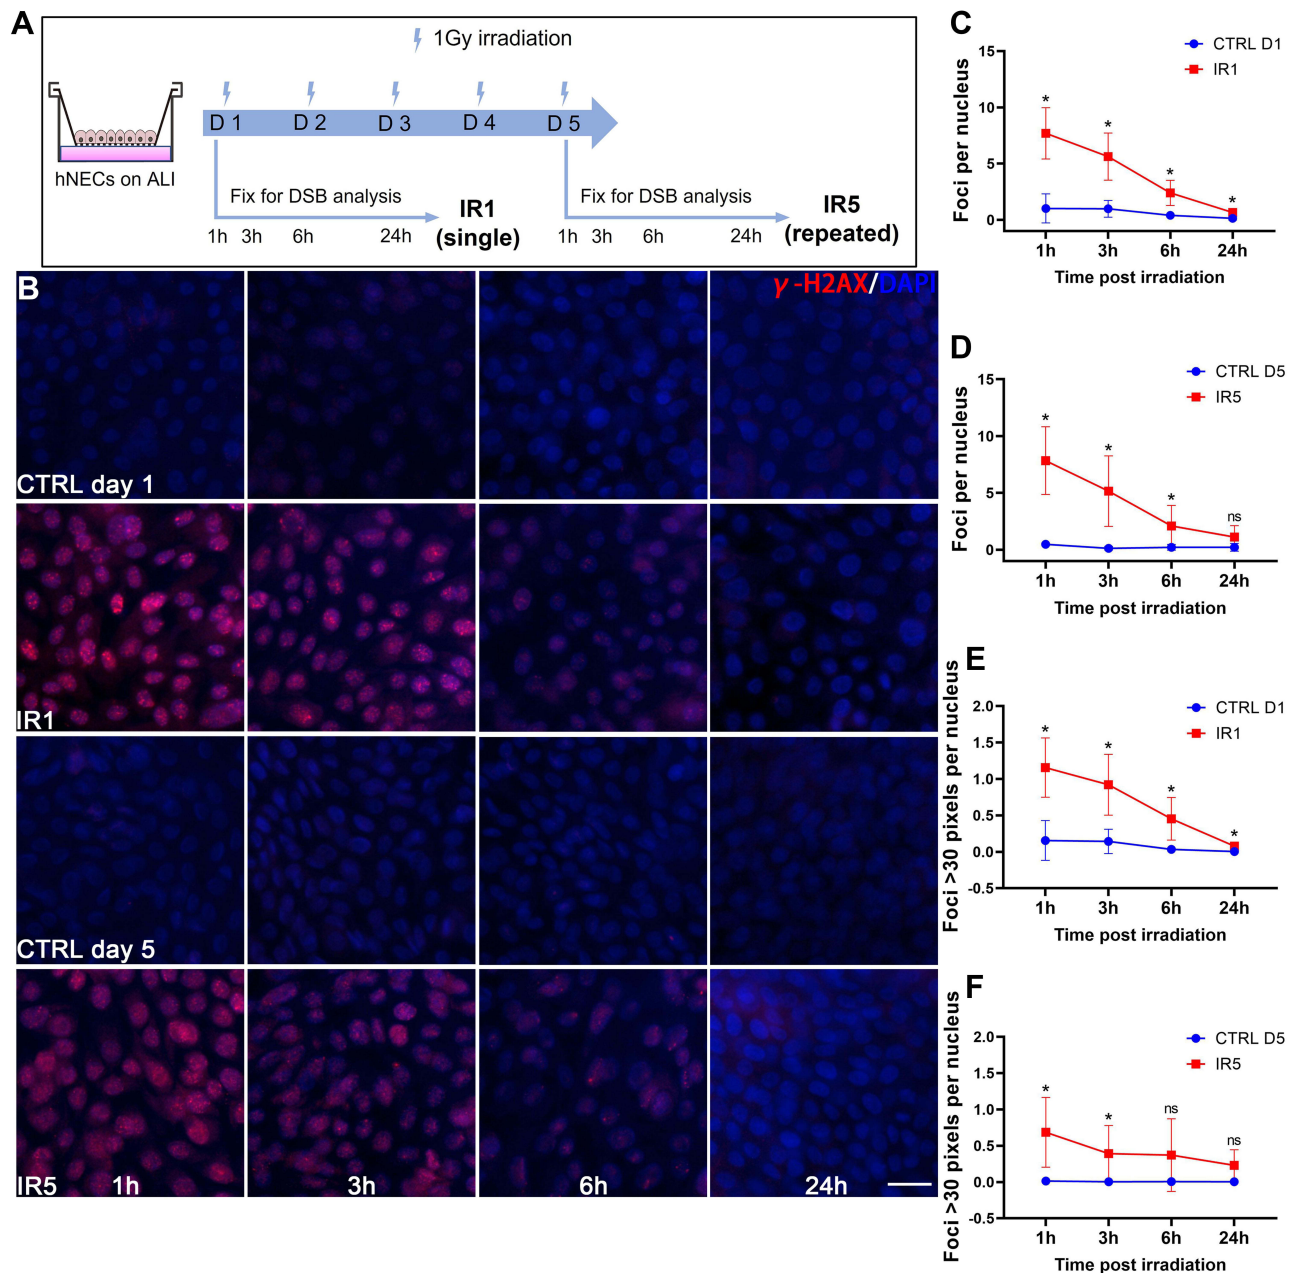 A
1Gy irradiation
D 1 D 2 D 3 D 4 D 5
hNECs on ALI
Fix for DSB analysis
IR1
(single)
1h 3h 6h 24h
Fix for DSB analysis
IR5
(repeated)
1h 3h 6h 24h
B
γ-H2AX/DAPI
CTRL day 1
IR1
CTRL day 5
IR5 1h 3h 6h 24h
C
CTRL D1
IR1
Foci per nucleus
15
10
5
0
* * * *
1h 3h 6h 24h
Time post irradiation
D
CTRL D5
IR5
Foci per nucleus
15
10
5
0
* * * ns
1h 3h 6h 24h
Time post irradiation
E
CTRL D1
IR1
Foci >30 pixels per nucleus
2.0
1.5
1.0
0.5
0.0
-0.5
* * * *
1h 3h 6h 24h
Time post irradiation
F
CTRL D5
IR5
Foci >30 pixels per nucleus
2.0
1.5
1.0
0.5
0.0
-0.5
* * ns ns
1h 3h 6h 24h
Time post irradiation